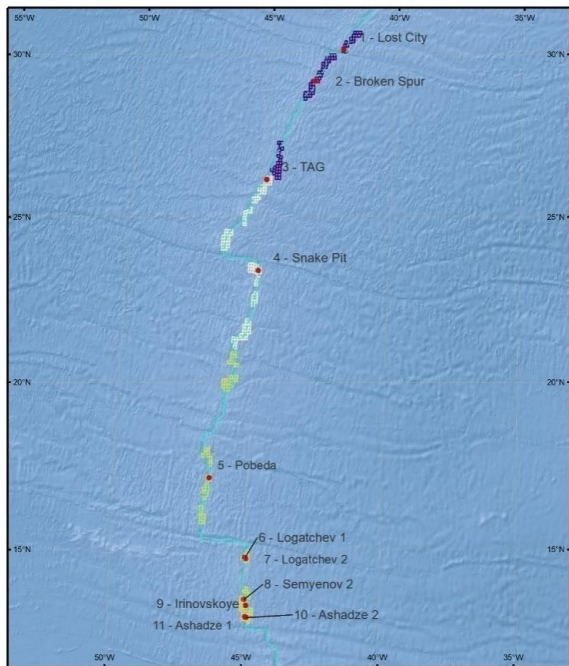 55°W 50°W 45°W 40°W 35°W
1 - Lost City
30°N 30°N
2 - Broken Spur
3 - TAG
25°N 25°N
4 - Snake Pit
20°N 20°N
5 - Pobeda
6 - Logatchev 1
15°N 15°N
7 - Logatchev 2
8 - Semyenov 2
9 - Irinovskoye
10 - Ashadze 2
11 - Ashadze 1
50°W 45°W 40°W 35°W